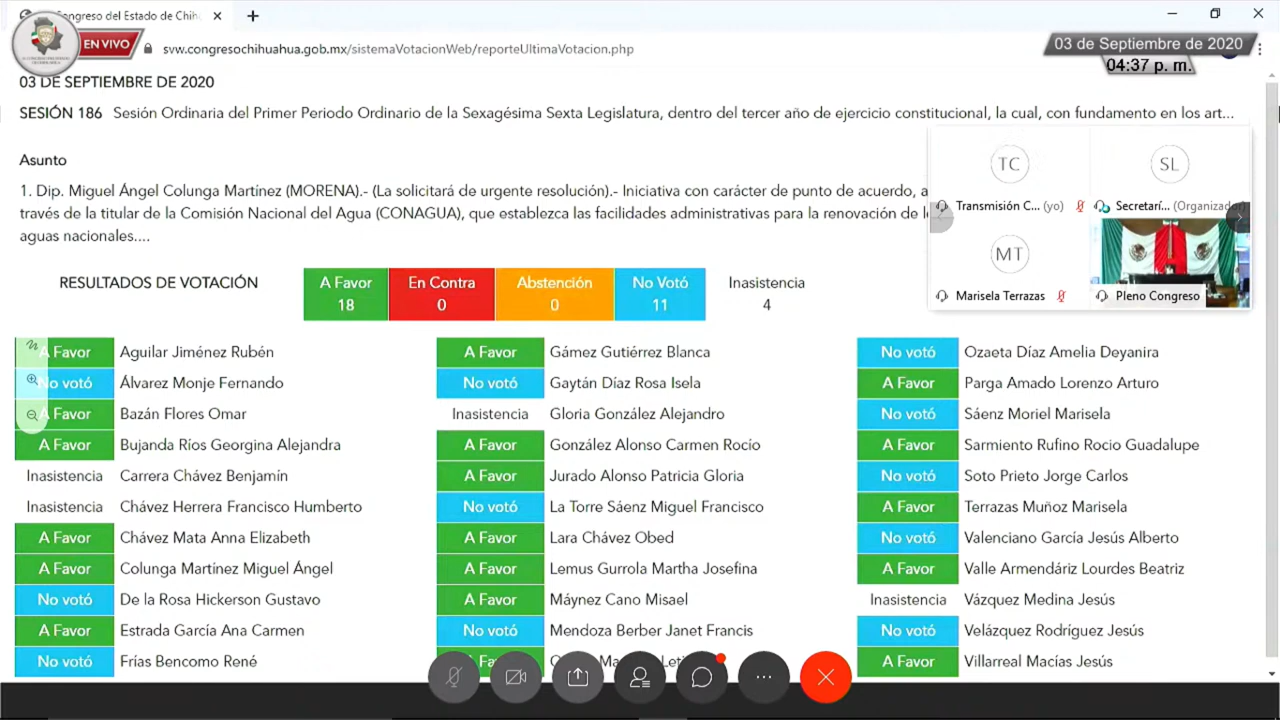 Congreso del Estado de Chih
EN VIVO
svw.congresochihuahua.gob.mx/sistemaVotacionWeb/reporteUltimaVotacion.php
03 de Septiembre de 2020
04:37 p. m.
03 DE SEPTIEMBRE DE 2020
SESIÓN 186 Sesión Ordinaria del Primer Periodo Ordinario de la Sexagésima Sexta Legislatura, dentro del tercer año de ejercicio constitucional, la cual, con fundamento en los art...
Asunto
1. Dip. Miguel Ángel Colunga Martínez (MORENA).- (La solicitará de urgente resolución).- Iniciativa con carácter de punto de acuerdo, a
través de la titular de la Comisión Nacional del Agua (CONAGUA), que establezca las facilidades administrativas para la renovación de
aguas nacionales....
TC
SL
Transmisión C... (yo)
Secretarí... (Organizador)
MT
Marisela Terrazas
Pleno Congreso
RESULTADOS DE VOTACIÓN
A Favor 18
En Contra 0
Abstención 0
No Votó 11
Inasistencia 4
A Favor Aguilar Jiménez Rubén
No votó Álvarez Monje Fernando
A Favor Bazán Flores Omar
A Favor Bujanda Ríos Georgina Alejandra
Inasistencia Carrera Chávez Benjamín
Inasistencia Chávez Herrera Francisco Humberto
A Favor Chávez Mata Anna Elizabeth
A Favor Colunga Martínez Miguel Ángel
No votó De la Rosa Hickerson Gustavo
A Favor Estrada García Ana Carmen
No votó Frías Bencomo René
A Favor Gámez Gutiérrez Blanca
No votó Gaytán Díaz Rosa Isela
Inasistencia Gloria González Alejandro
A Favor González Alonso Carmen Rocío
A Favor Jurado Alonso Patricia Gloria
No votó La Torre Sáenz Miguel Francisco
A Favor Lara Chávez Obed
A Favor Lemus Gurrola Martha Josefina
A Favor Máynez Cano Misael
No votó Mendoza Berber Janet Francis
No votó Ozaeta Díaz Amelia Deyanira
A Favor Parga Amado Lorenzo Arturo
No votó Sáenz Moriel Marisela
A Favor Sarmiento Rufino Rocio Guadalupe
No votó Soto Prieto Jorge Carlos
A Favor Terrazas Muñoz Marisela
No votó Valenciano García Jesús Alberto
A Favor Valle Armendáriz Lourdes Beatriz
Inasistencia Vázquez Medina Jesús
No votó Velázquez Rodríguez Jesús
A Favor Villarreal Macías Jesús